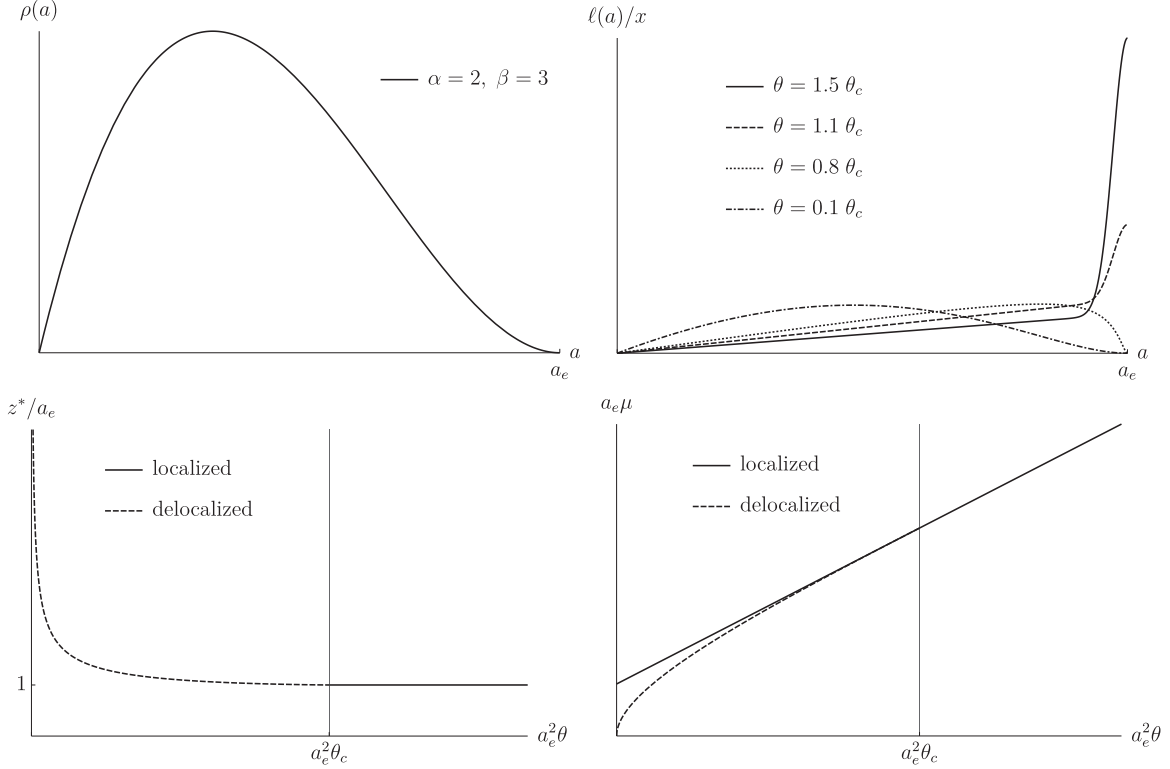 ρ(a)
α = 2, β = 3
a
a_e
ℓ(a)/x
θ = 1.5 θ_c
θ = 1.1 θ_c
θ = 0.8 θ_c
θ = 0.1 θ_c
a
a_e
z*/a_e
localized
delocalized
1
a_e^2θ
a_e^2θ_c
a_eμ
localized
delocalized
a_e^2θ
a_e^2θ_c